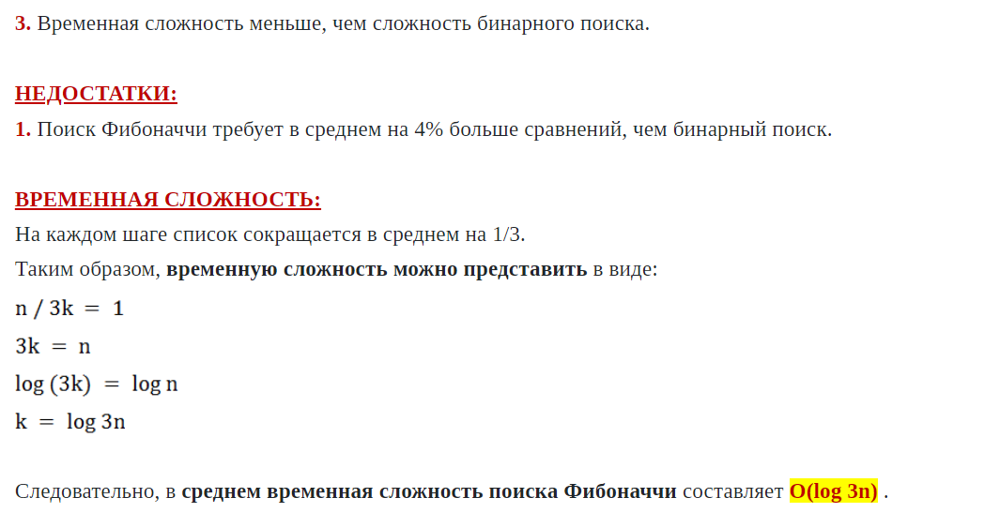 3. Временная сложность меньше, чем сложность бинарного поиска.
НЕДОСТАТКИ:
1. Поиск Фибоначчи требует в среднем на 4% больше сравнений, чем бинарный поиск.
ВРЕМЕННАЯ СЛОЖНОСТЬ:
На каждом шаге список сокращается в среднем на 1/3.
Таким образом, временную сложность можно представить в виде:
n / 3k = 1
3k = n
log (3k) = log n
k = log 3n
Следовательно, в среднем временная сложность поиска Фибоначчи составляет O(log 3n) .